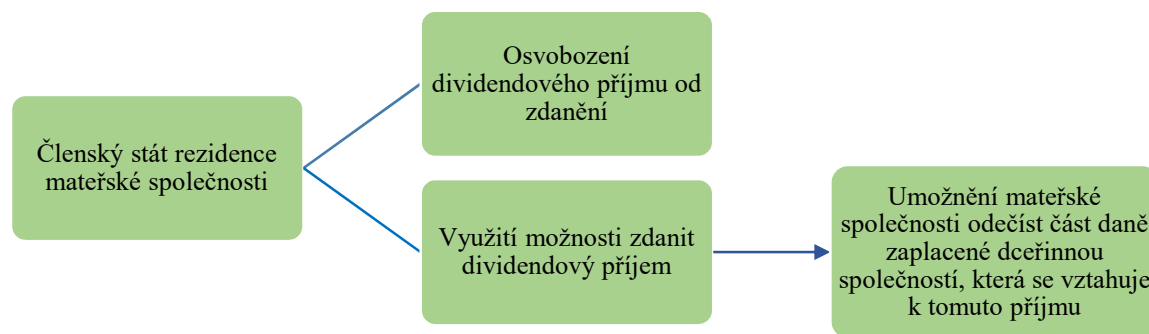 Členský stát rezidence
mateřské společnosti
Osvobození
dividendového příjmu od
zdanění
Využití možnosti zdanit
dividendový příjem
Umožnění mateřské
společnosti odečíst část daně
zaplacené dceřinnou
společností, která se vztahuje
k tomuto příjmu